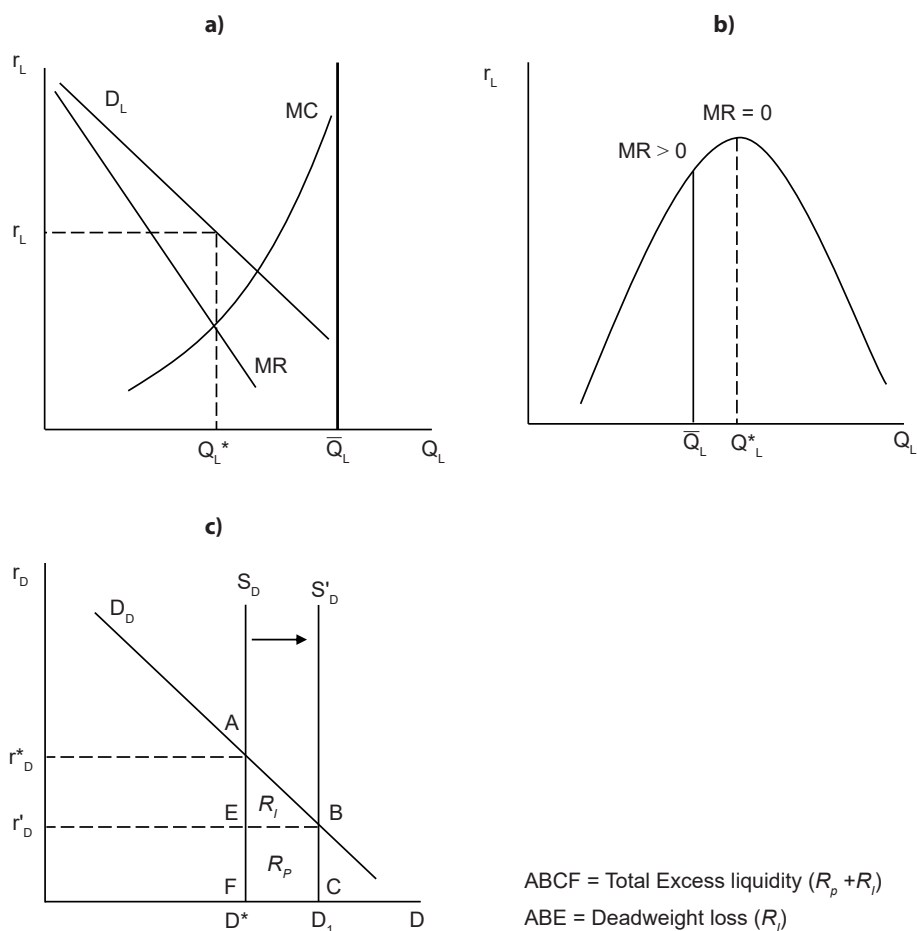 a)
r_L
D_L
MC
r_L
MR
Q_L*
Q̅_L
Q_L
b)
r_L
MR = 0
MR > 0
Q̅_L
Q*_L
Q_L
c)
r_D
S_D
S'_D
D_D
A
r*_D
R_I
E
B
r'_D
R_P
F
C
D*
D_1
D
ABCF = Total Excess liquidity (R_p +R_I)
ABE = Deadweight loss (R_I)